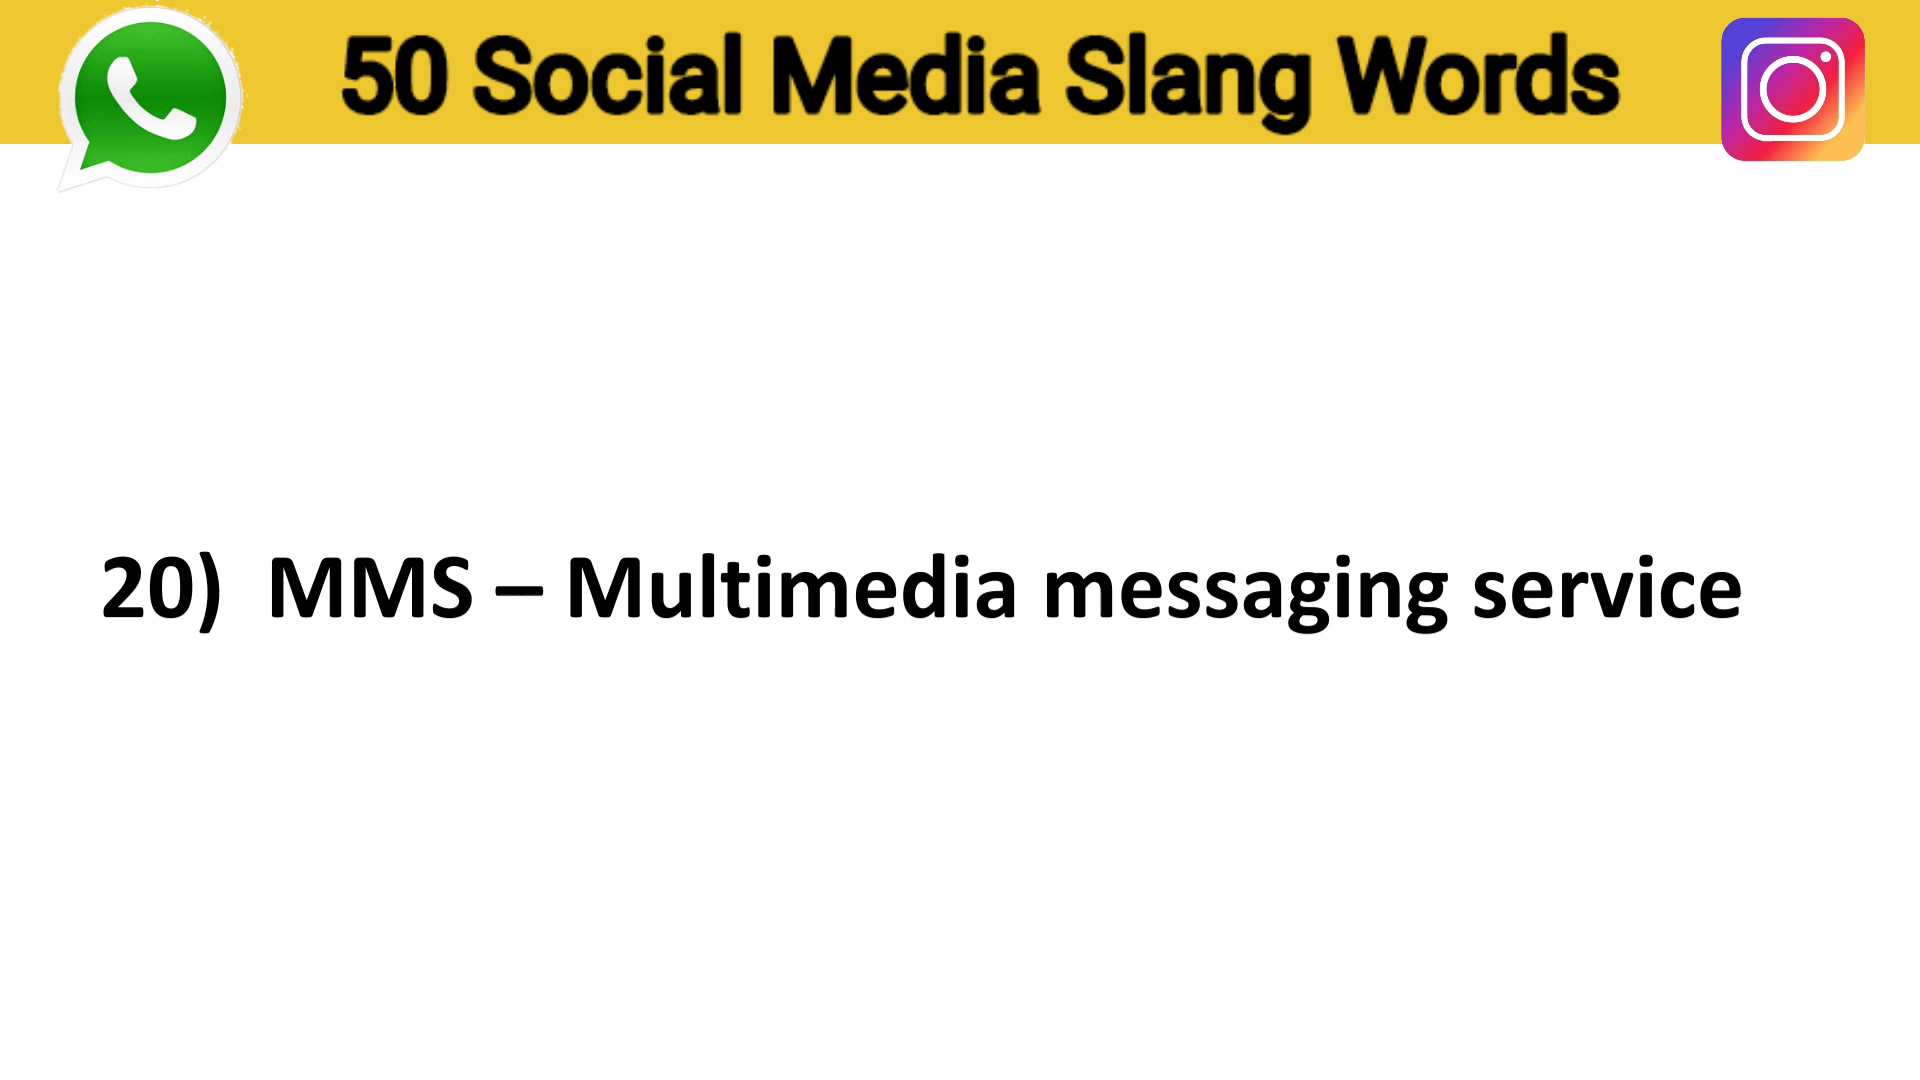 50 Social Media Slang Words
20) MMS – Multimedia messaging service